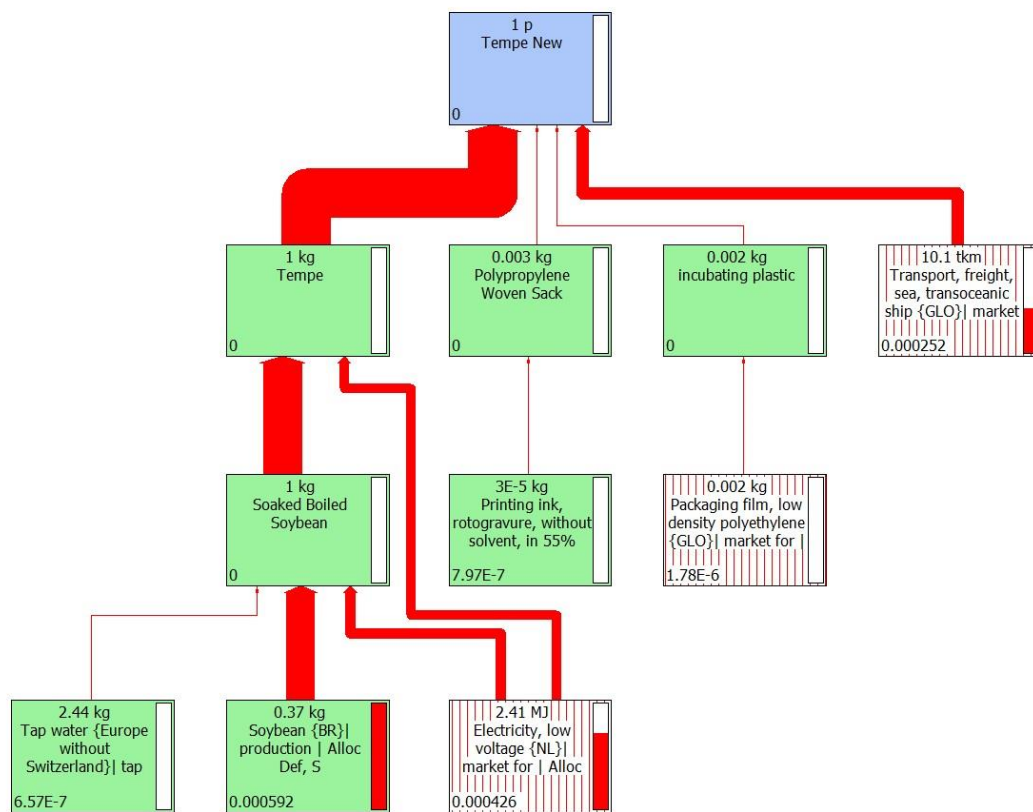 1 p
Tempe New
0
1 kg
Tempe
0
0.003 kg
Polypropylene
Woven Sack
0
0.002 kg
incubating plastic
0
10.1 tkm
Transport, freight,
sea, transoceanic
ship {GLO}| market
0.000252
1 kg
Soaked Boiled
Soybean
0
3E-5 kg
Printing ink,
rotogravure, without
solvent, in 55%
7.97E-7
0.002 kg
Packaging film, low
density polyethylene
{GLO}| market for |
1.78E-6
2.44 kg
Tap water {Europe
without
Switzerland}| tap
6.57E-7
0.37 kg
Soybean {BR}|
production | Alloc
Def, S
0.000592
2.41 MJ
Electricity, low
voltage {NL}|
market for | Alloc
0.000426